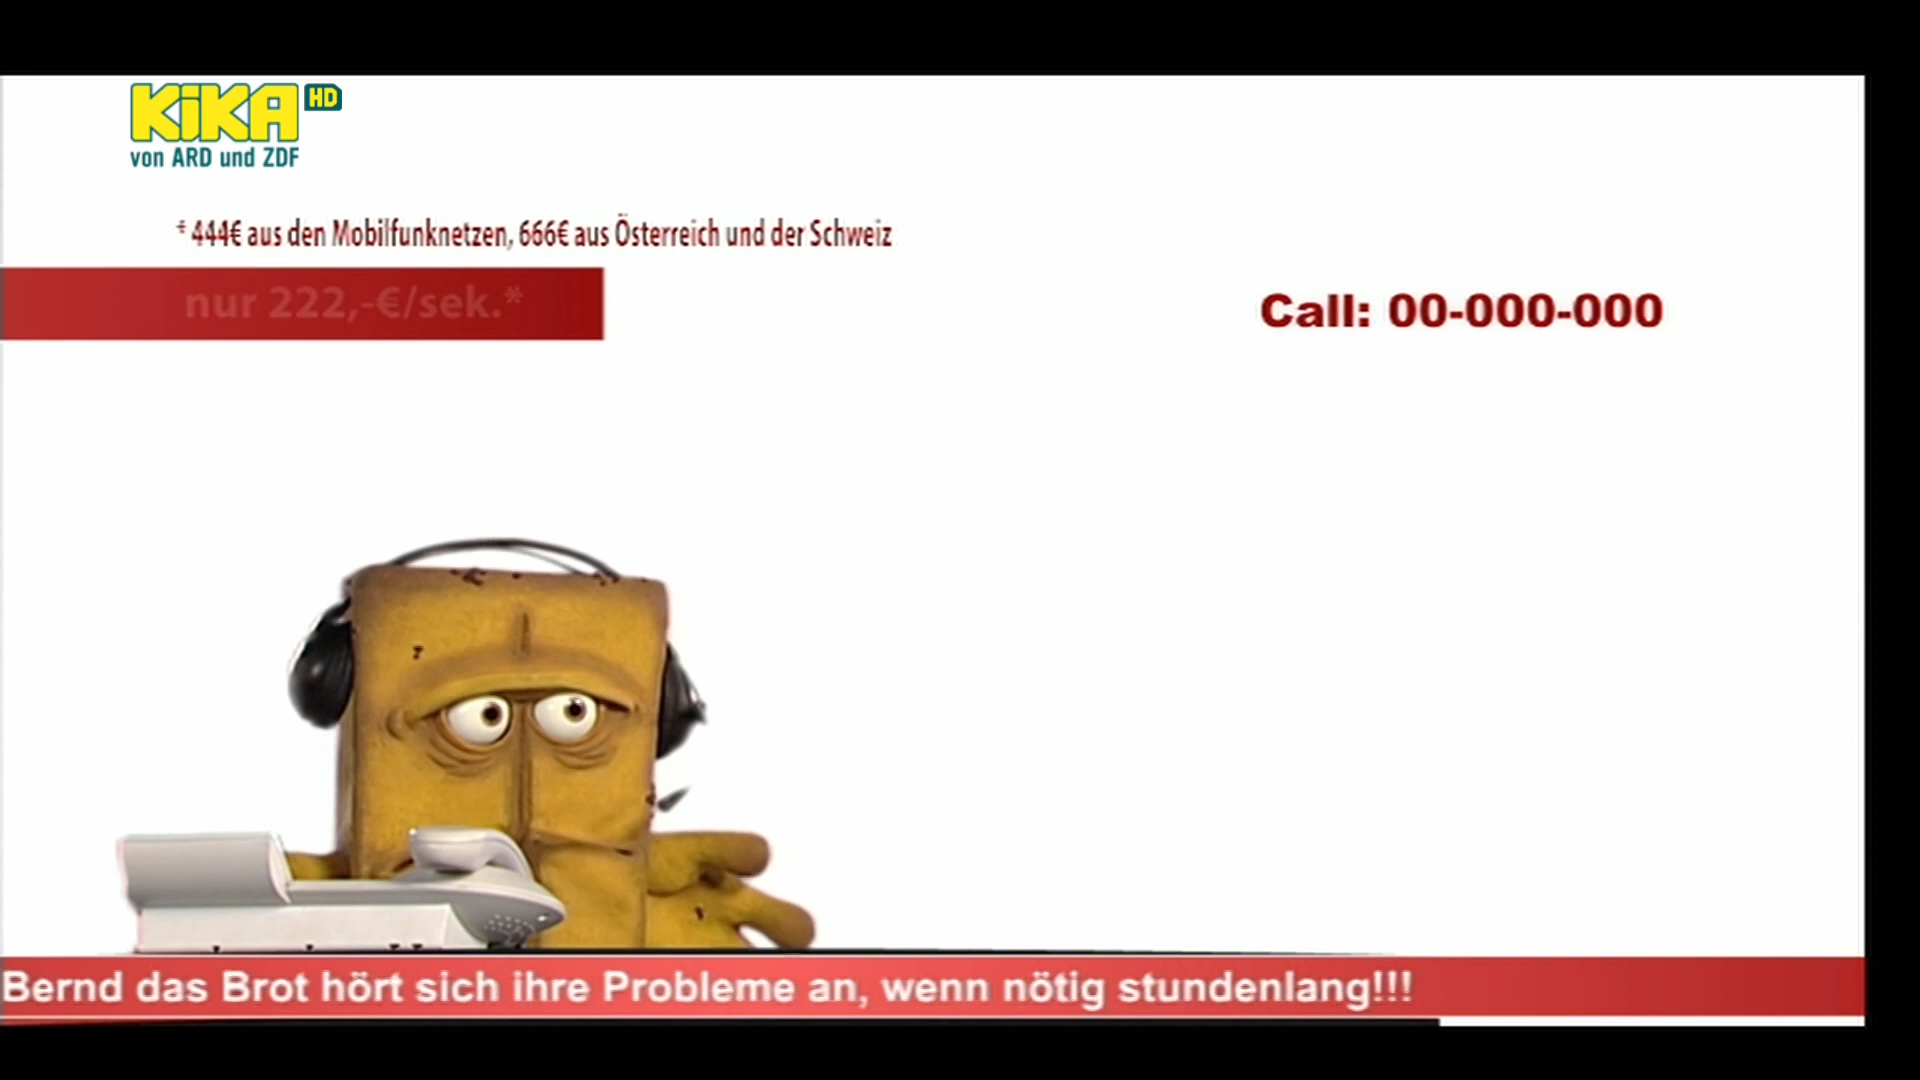 KiKA HD
von ARD und ZDF
* 444€ aus den Mobilfunknetzen, 666€ aus Österreich und der Schweiz
nur 222,-€/sek.*
Call: 00-000-000
Bernd das Brot hört sich ihre Probleme an, wenn nötig stundenlang!!!